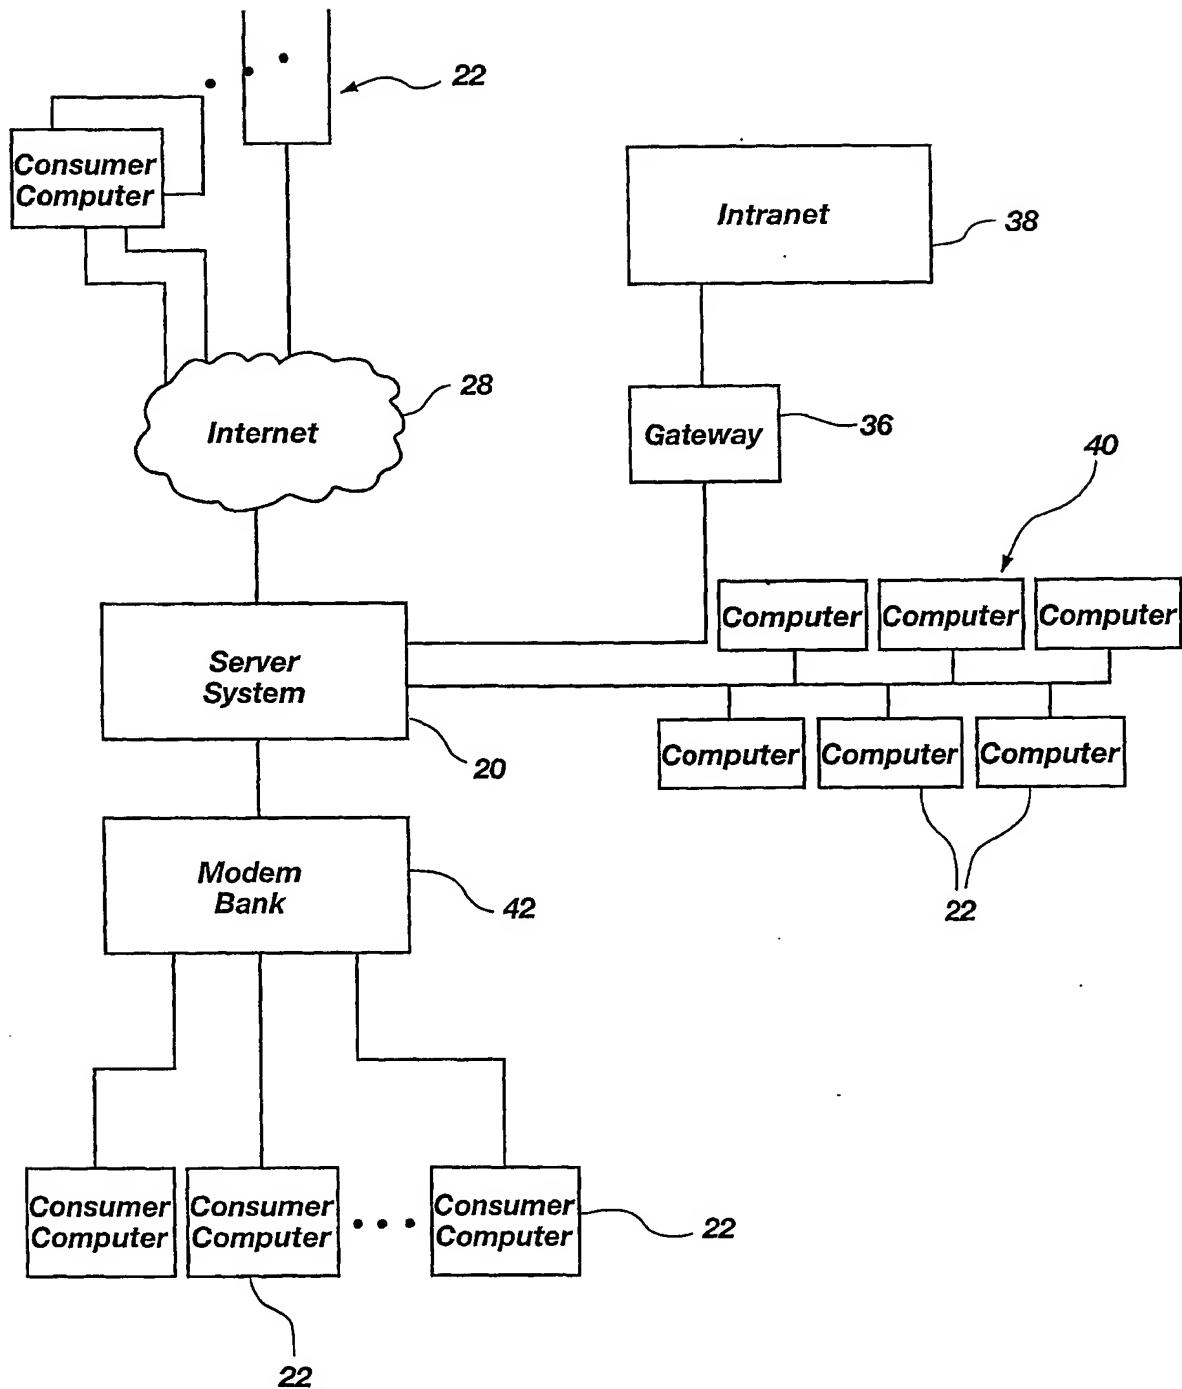 22
Consumer
Computer
Intranet
38
28
Internet
Gateway
36
40
Computer
Computer
Computer
Server
System
20
Computer
Computer
Computer
Modem
Bank
42
22
Consumer
Computer
Consumer
Computer
Consumer
Computer
22
22